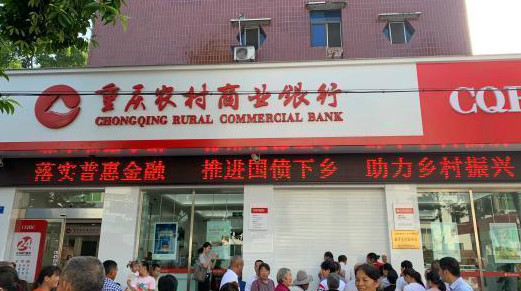 重庆农村商业银行
CHONGQING RURAL COMMERCIAL BANK
CQR
落实普惠金融 推进国债下乡 助力乡村振兴
24